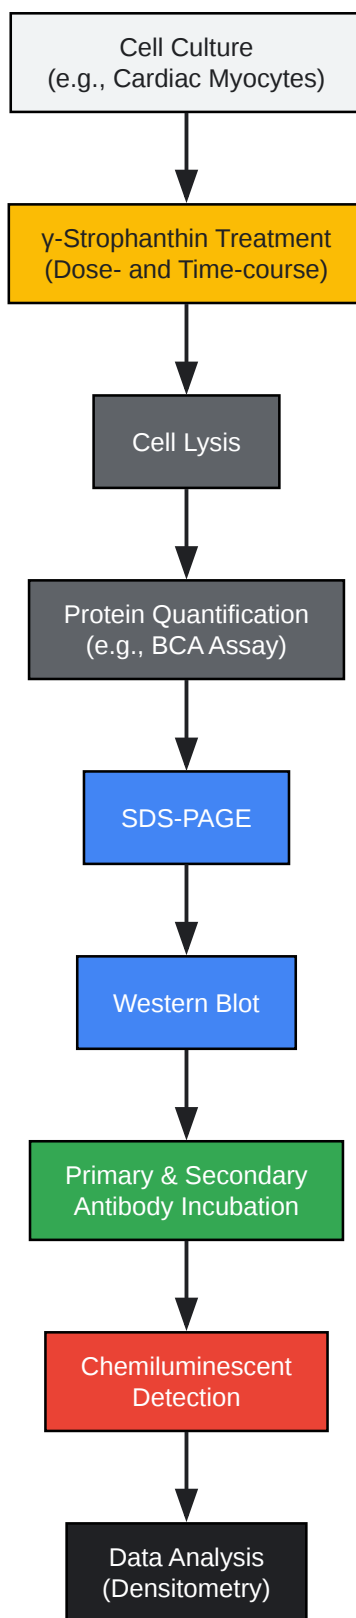 Cell Culture
(e.g., Cardiac Myocytes)
γ-Strophanthin Treatment
(Dose- and Time-course)
Cell Lysis
Protein Quantification
(e.g., BCA Assay)
SDS-PAGE
Western Blot
Primary & Secondary
Antibody Incubation
Chemiluminescent
Detection
Data Analysis
(Densitometry)